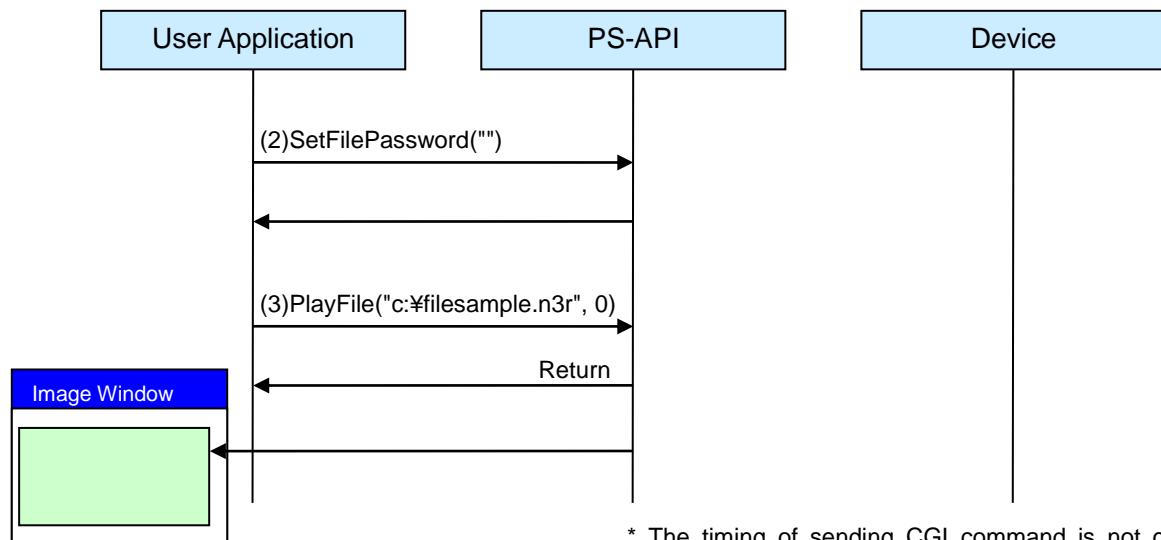 User Application
PS-API
Device
(2)SetFilePassword("")
(3)PlayFile("c:¥filesample.n3r", 0)
Return
Image Window
* The timing of sending CGI command is not